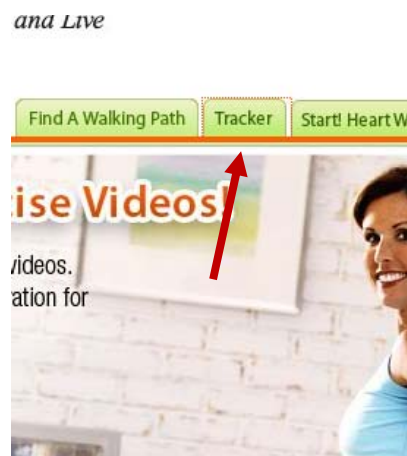 and Live
Find A Walking Path Tracker Start! Heart W
ise Videos!
videos.
ation for